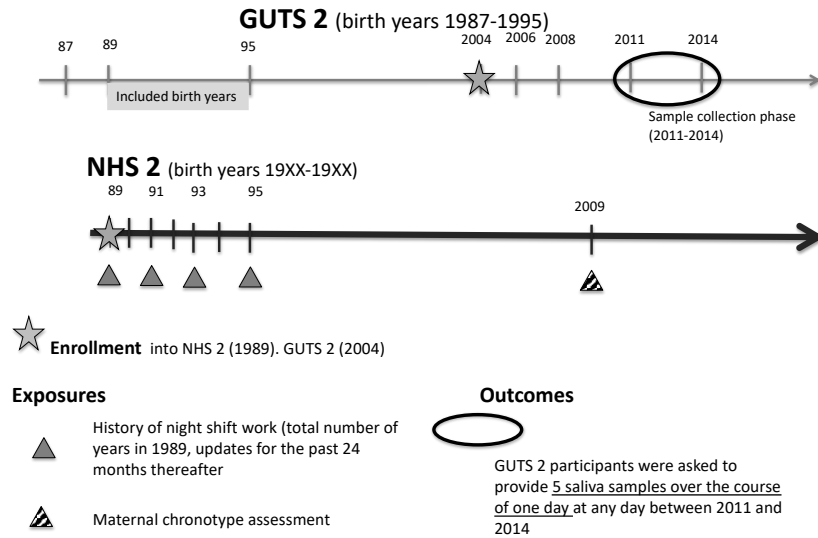 GUTS 2 (birth years 1987-1995)
87 89 95 2004 2006 2008 2011 2014
Included birth years
Sample collection phase
(2011-2014)
NHS 2 (birth years 19XX-19XX)
89 91 93 95 2009
Enrollment into NHS 2 (1989). GUTS 2 (2004)
Exposures
History of night shift work (total number of
years in 1989, updates for the past 24
months thereafter
Maternal chronotype assessment
Outcomes
GUTS 2 participants were asked to
provide 5 saliva samples over the course
of one day at any day between 2011 and
2014